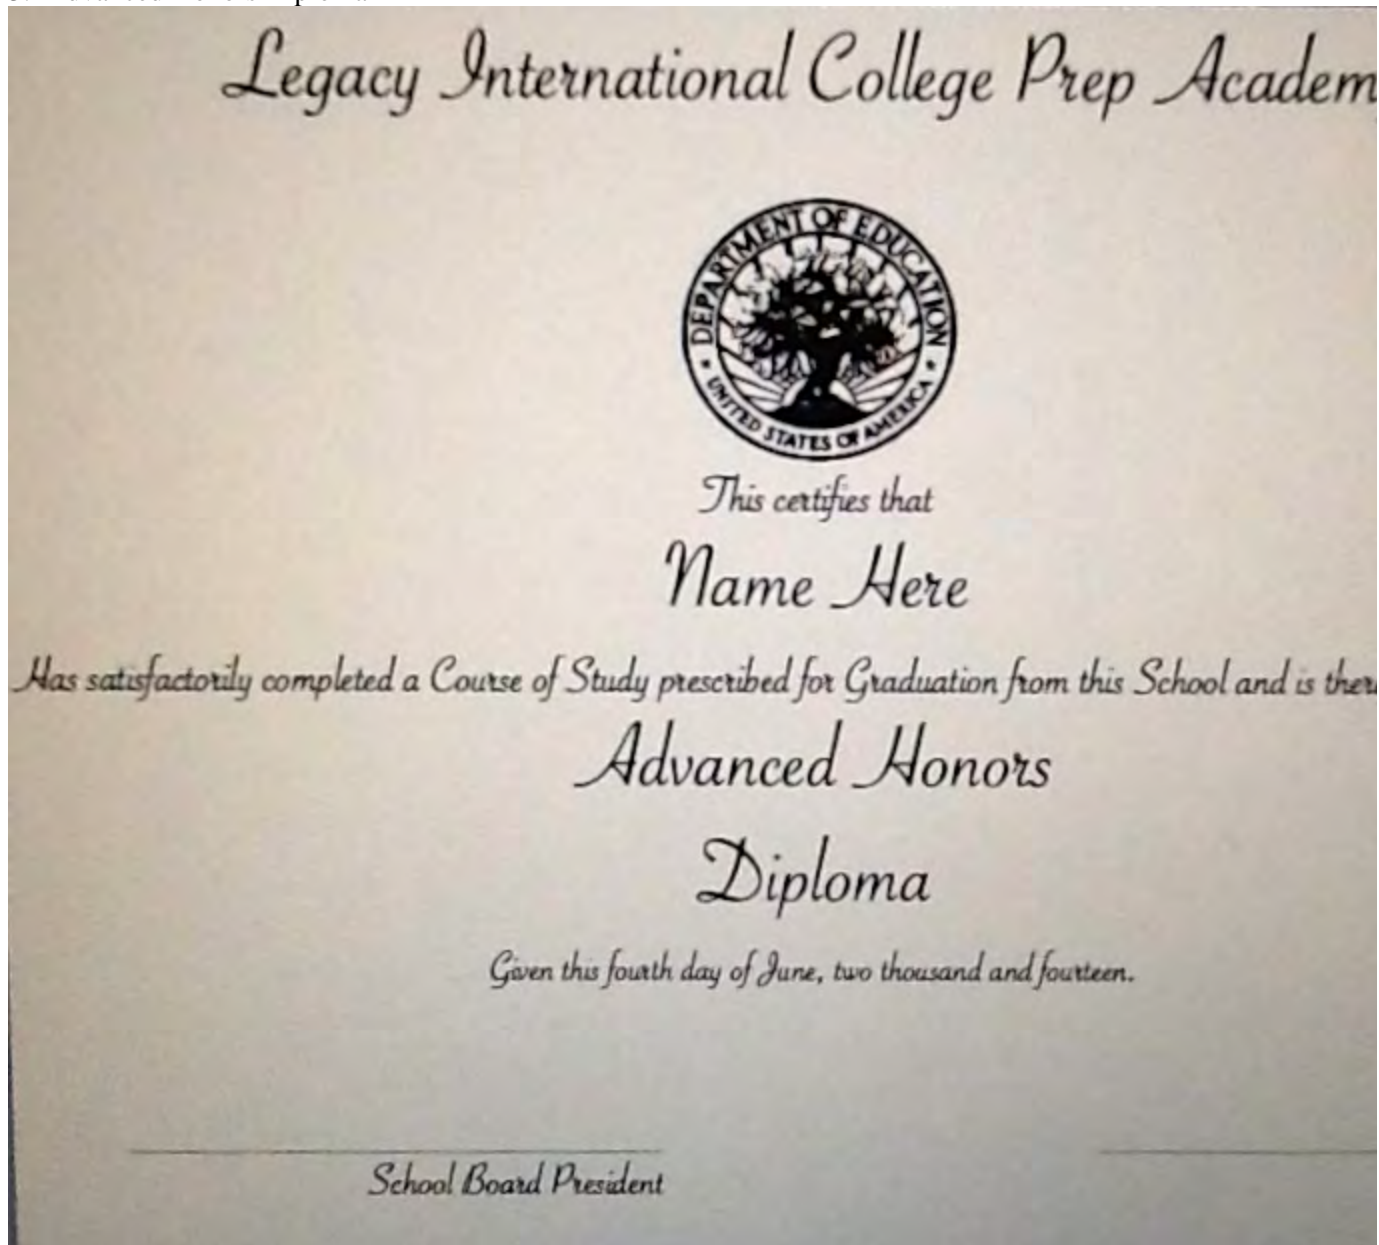 Legacy International College Prep Academ
DEPARTMENT OF EDUCATION
UNITED STATES OF AMERICA
This certifies that
Name Here
Has satisfactorily completed a Course of Study prescribed for Graduation from this School and is there
Advanced Honors
Diploma
Given this fourth day of June, two thousand and fourteen.
School Board President